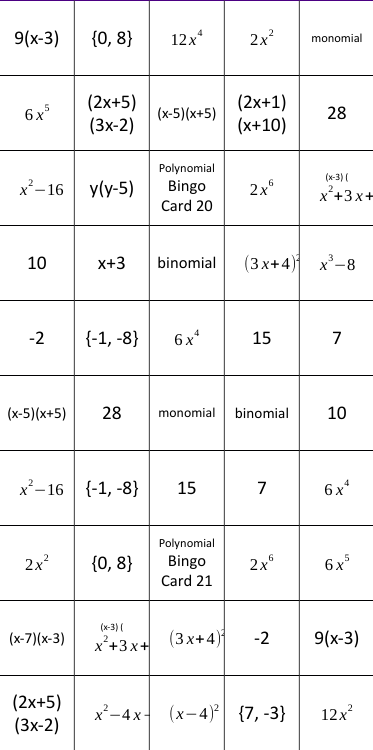 9(x-3) {0, 8} 12x⁴ 2x² monomial
6x⁵ (2x+5) (x-5)(x+5) (2x+1) 28
(3x-2) (x+10)
x²−16 y(y-5) Polynomial 2x⁶ (x-3) (
Bingo x²+3x+
Card 20
10 x+3 binomial (3x+4)² x³−8
-2 {-1, -8} 6x⁴ 15 7
(x-5)(x+5) 28 monomial binomial 10
x²−16 {-1, -8} 15 7 6x⁴
2x² {0, 8} Polynomial 2x⁶ 6x⁵
Bingo
Card 21
(x-7)(x-3) (x-3) ( (3x+4)² -2 9(x-3)
x²+3x+
(2x+5) x²−4x− (x−4)² {7, -3} 12x²
(3x-2)